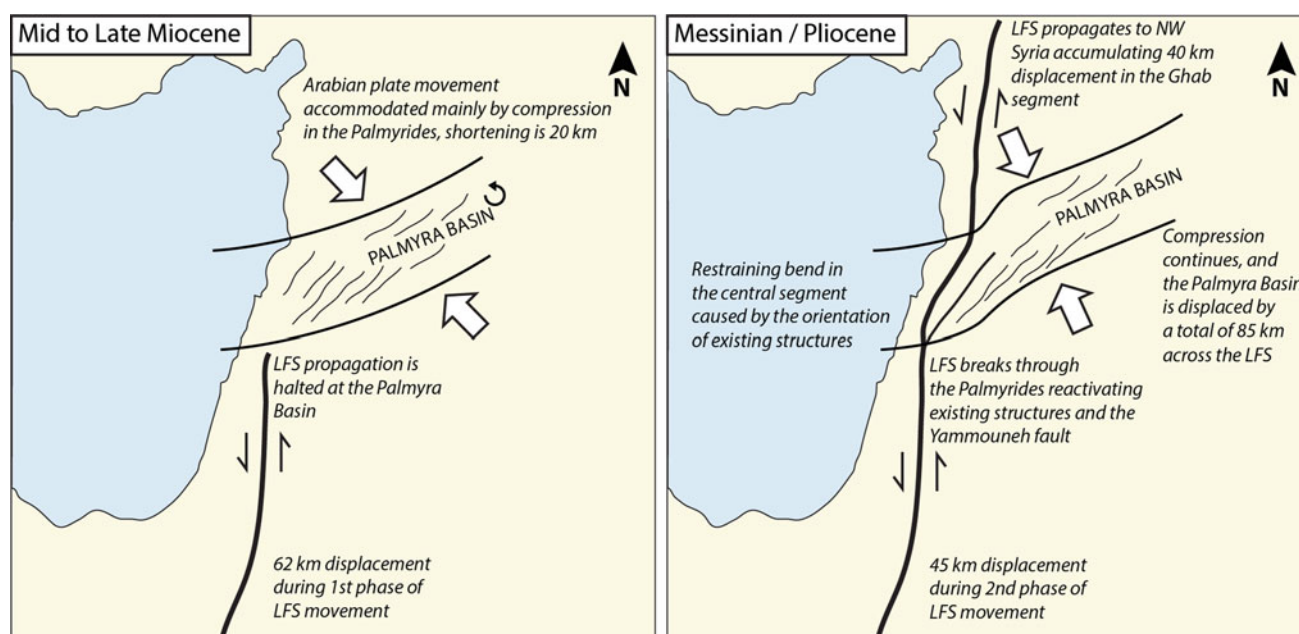 Mid to Late Miocene
N
Arabian plate movement
accommodated mainly by compression
in the Palmyrides, shortening is 20 km
PALMYRA BASIN
LFS propagation is
halted at the Palmyra
Basin
62 km displacement
during 1st phase of
LFS movement
Messinian / Pliocene
N
LFS propagates to NW
Syria accumulating 40 km
displacement in the Ghab
segment
PALMYRA BASIN
Restraining bend in
the central segment
caused by the orientation
of existing structures
Compression
continues, and
the Palmyra Basin
is displaced by
a total of 85 km
across the LFS
LFS breaks through
the Palmyrides reactivating
existing structures and the
Yammouneh fault
45 km displacement
during 2nd phase of
LFS movement